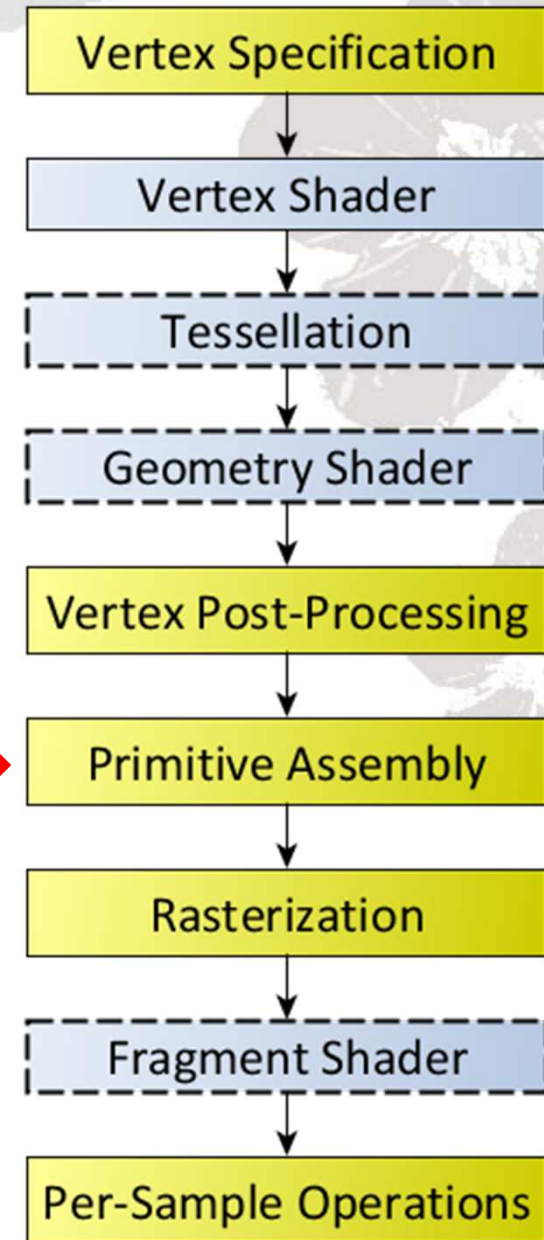 Vertex Specification
Vertex Shader
Tessellation
Geometry Shader
Vertex Post-Processing
Primitive Assembly
Rasterization
Fragment Shader
Per-Sample Operations